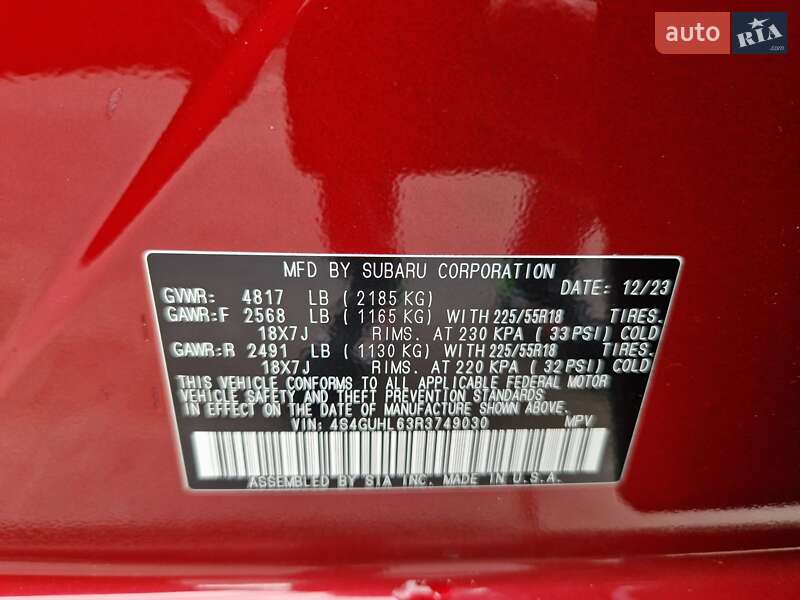 auto RIA .com
MFD BY SUBARU CORPORATION
GVWR: 4817 LB ( 2185 KG) DATE: 12/23
GAWR:F 2568 LB ( 1165 KG) WITH 225/55R18 TIRES.
18X7J RIMS. AT 230 KPA ( 33 PSI) COLD
GAWR:R 2491 LB ( 1130 KG) WITH 225/55R18 TIRES.
18X7J RIMS. AT 220 KPA ( 32 PSI) COLD
THIS VEHICLE CONFORMS TO ALL APPLICABLE FEDERAL MOTOR
VEHICLE SAFETY AND THEFT PREVENTION STANDARDS
IN EFFECT ON THE DATE OF MANUFACTURE SHOWN ABOVE.
VIN: 4S4GUHL63R3749030 MPV
ASSEMBLED BY SIA INC. MADE IN U.S.A.